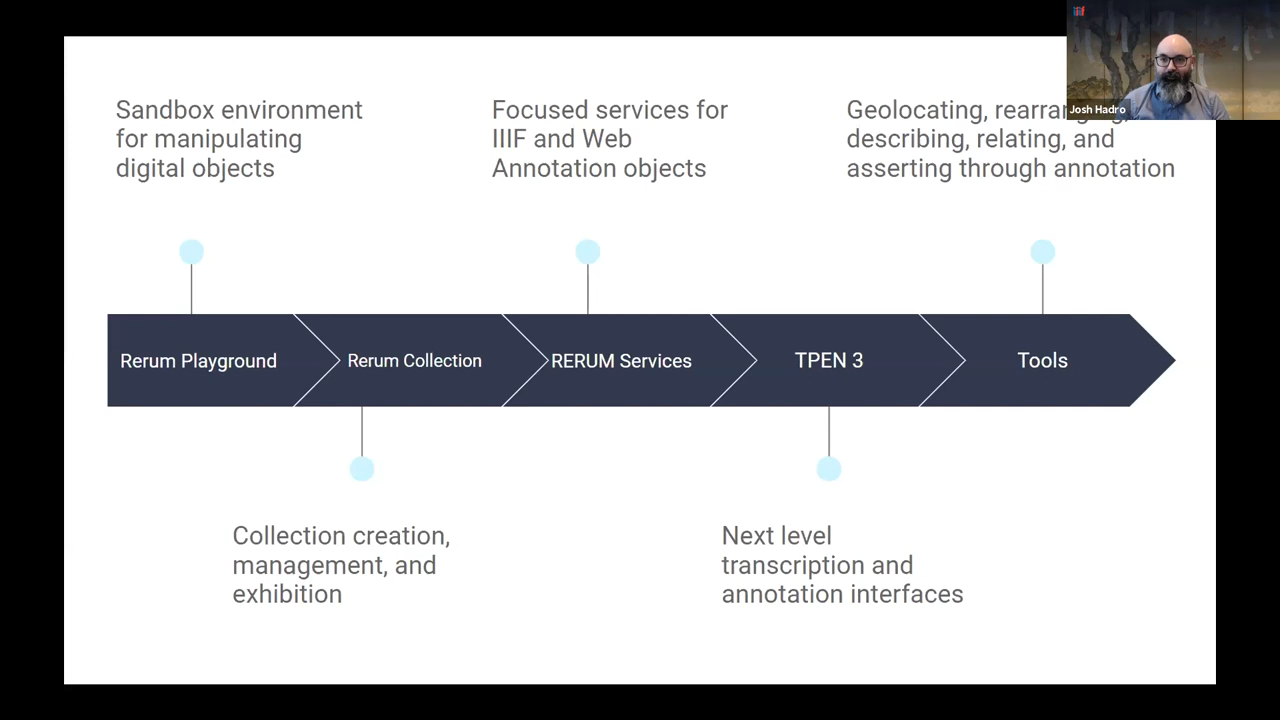 iiif
Josh Hadro
Sandbox environment
for manipulating
digital objects
Focused services for
IIIF and Web
Annotation objects
Geolocating,
describing, relating, and
asserting through annotation
Rerum Playground
Rerum Collection
RERUM Services
TPEN 3
Tools
Collection creation,
management, and
exhibition
Next level
transcription and
annotation interfaces